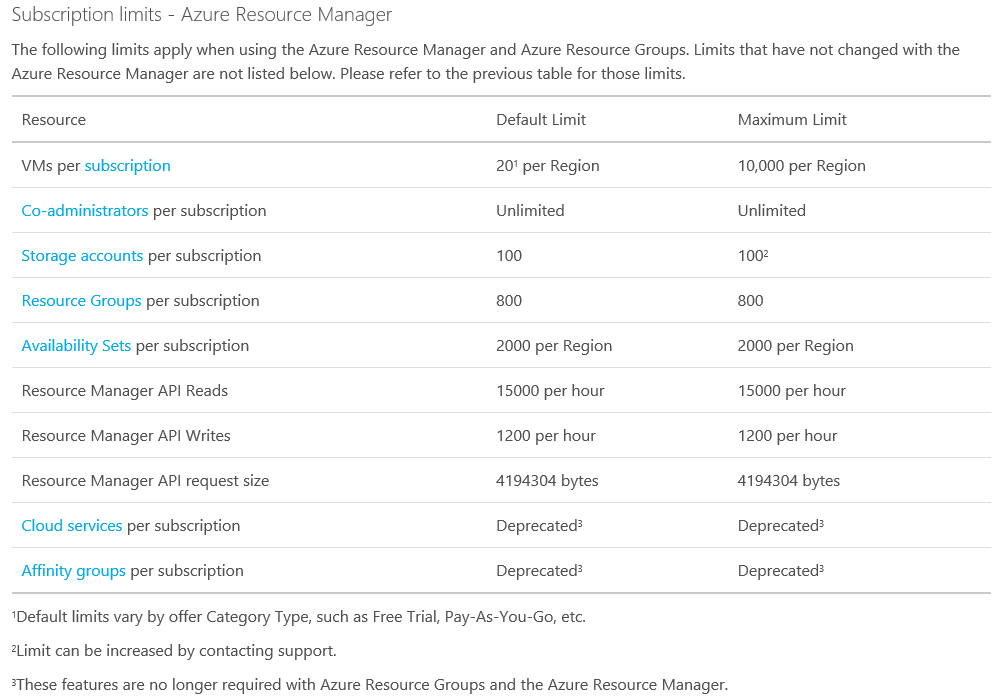 Subscription limits - Azure Resource Manager
The following limits apply when using the Azure Resource Manager and Azure Resource Groups. Limits that have not changed with the
Azure Resource Manager are not listed below. Please refer to the previous table for those limits.
Resource Default Limit Maximum Limit
VMs per subscription 20¹ per Region 10,000 per Region
Co-administrators per subscription Unlimited Unlimited
Storage accounts per subscription 100 100²
Resource Groups per subscription 800 800
Availability Sets per subscription 2000 per Region 2000 per Region
Resource Manager API Reads 15000 per hour 15000 per hour
Resource Manager API Writes 1200 per hour 1200 per hour
Resource Manager API request size 4194304 bytes 4194304 bytes
Cloud services per subscription Deprecated³ Deprecated³
Affinity groups per subscription Deprecated³ Deprecated³
¹Default limits vary by offer Category Type, such as Free Trial, Pay-As-You-Go, etc.
²Limit can be increased by contacting support.
³These features are no longer required with Azure Resource Groups and the Azure Resource Manager.